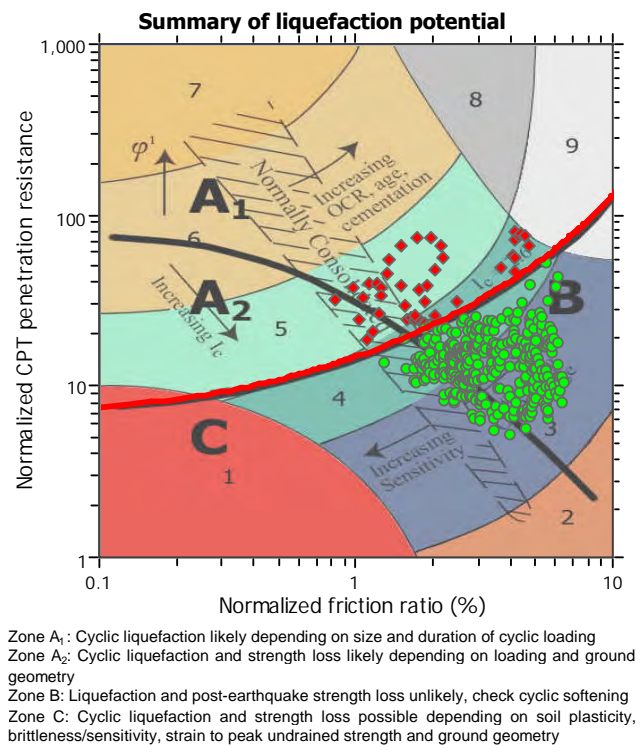 Summary of liquefaction potential
Normalized CPT penetration resistance
1,000
100
10
1
0.1
1
10
Normalized friction ratio (%)
7
8
9
φ¹
A₁
Increasing
OCR, age,
cementation
Normally
6
A₂
Increasing Ic
5
B
4
3
C
1
Increasing
Sensitivity
2
Zone A₁: Cyclic liquefaction likely depending on size and duration of cyclic loading
Zone A₂: Cyclic liquefaction and strength loss likely depending on loading and ground
geometry
Zone B: Liquefaction and post-earthquake strength loss unlikely, check cyclic softening
Zone C: Cyclic liquefaction and strength loss possible depending on soil plasticity,
brittleness/sensitivity, strain to peak undrained strength and ground geometry